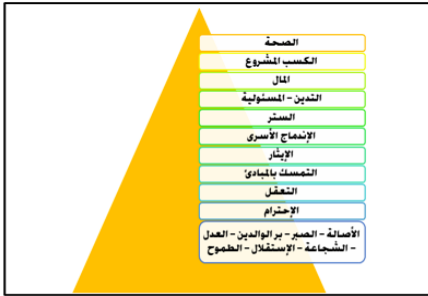 الصحة
الكسب المشروع
المال
التدين - المسئولية
الستر
الإندماج الأسرى
الإيثار
التمسك بالمبادئ
التعقل
الإحترام
الأصالة - الصبر - بر الوالدين - العدل
- الشجاعة - الإستقلال - الطموح